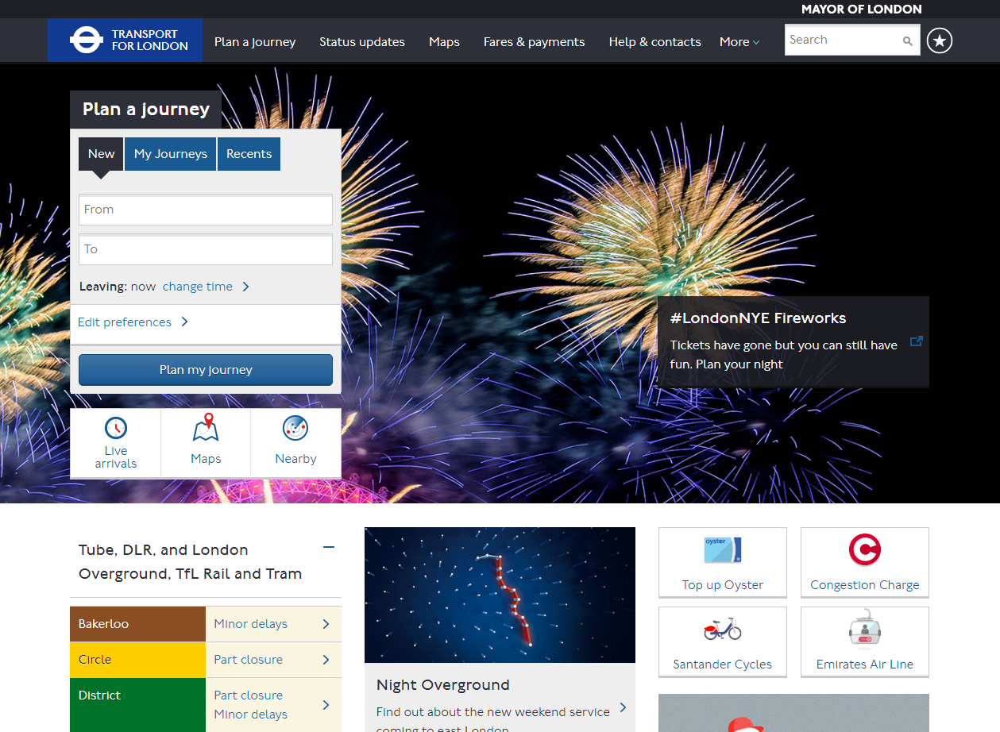 MAYOR OF LONDON
TRANSPORT
FOR LONDON
Plan a journey
Status updates
Maps
Fares & payments
Help & contacts
More
Search
Plan a journey
New
My Journeys
Recents
From
To
Leaving: now change time
Edit preferences
Plan my journey
Live
arrivals
Maps
Nearby
#LondonNYE Fireworks
Tickets have gone but you can still have
fun. Plan your night
Tube, DLR, and London
Overground, TfL Rail and Tram
Bakerloo
Minor delays
Circle
Part closure
District
Part closure
Minor delays
Night Overground
Find out about the new weekend service
coming to east London
oyster
Top up Oyster
C
Congestion Charge
Santander Cycles
Emirates Air Line